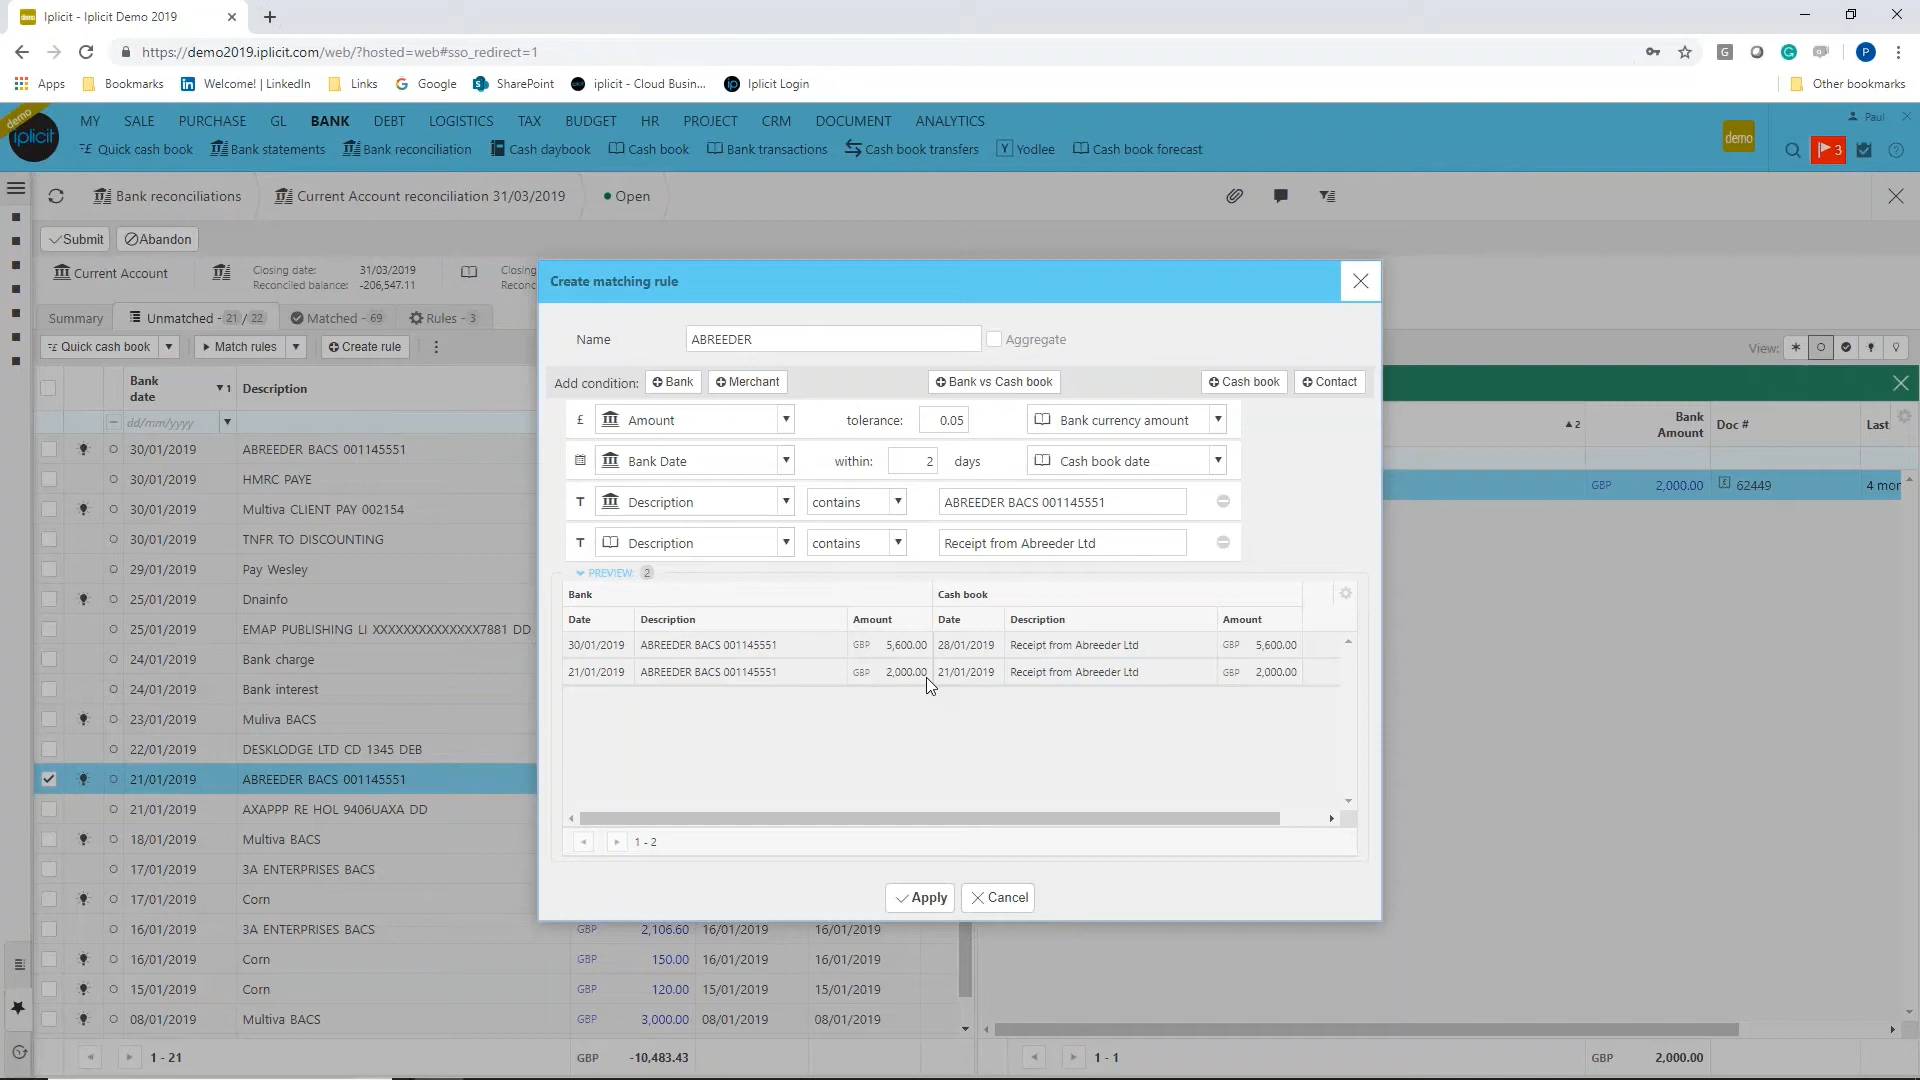 Iplicit - Iplicit Demo 2019
https://demo2019.iplicit.com/web/?hosted=web#sso_redirect=1
Apps Bookmarks Welcome! | LinkedIn Links Google SharePoint iplicit - Cloud Busin... Iplicit Login Other bookmarks
demo
iplicit
MY SALE PURCHASE GL BANK DEBT LOGISTICS TAX BUDGET HR PROJECT CRM DOCUMENT ANALYTICS
Paul
demo
Quick cash book Bank statements Bank reconciliation Cash daybook Cash book Bank transactions Cash book transfers Yodlee Cash book forecast
3
Bank reconciliations Current Account reconciliation 31/03/2019 Open
Submit Abandon
Current Account
Closing date: 31/03/2019
Reconciled balance: -206,547.11
Closing
Reconc
Summary Unmatched - 21 / 22 Matched - 69 Rules - 3
Quick cash book Match rules Create rule
View:
Bank date 1 Description
dd/mm/yyyy
30/01/2019 ABREEDER BACS 001145551
30/01/2019 HMRC PAYE
30/01/2019 Multiva CLIENT PAY 002154
30/01/2019 TNFR TO DISCOUNTING
29/01/2019 Pay Wesley
25/01/2019 Dnainfo
25/01/2019 EMAP PUBLISHING LI XXXXXXXXXXXXXX7881 DD
24/01/2019 Bank charge
24/01/2019 Bank interest
23/01/2019 Muliva BACS
22/01/2019 DESKLODGE LTD CD 1345 DEB
21/01/2019 ABREEDER BACS 001145551
21/01/2019 AXAPPP RE HOL 9406UAXA DD
18/01/2019 Multiva BACS
17/01/2019 3A ENTERPRISES BACS
17/01/2019 Corn
16/01/2019 3A ENTERPRISES BACS GBP 2,106.60 16/01/2019 16/01/2019
16/01/2019 Corn GBP 150.00 16/01/2019 16/01/2019
15/01/2019 Corn GBP 120.00 15/01/2019 15/01/2019
08/01/2019 Multiva BACS GBP 3,000.00 08/01/2019 08/01/2019
1 - 21 GBP -10,483.43
Create matching rule
Name ABREEDER Aggregate
Add condition: Bank Merchant Bank vs Cash book Cash book Contact
£ Amount tolerance: 0.05 Bank currency amount
Bank Date within: 2 days Cash book date
T Description contains ABREEDER BACS 001145551
T Description contains Receipt from Abreeder Ltd
PREVIEW: 2
Bank Cash book
Date Description Amount Date Description Amount
30/01/2019 ABREEDER BACS 001145551 GBP 5,600.00 28/01/2019 Receipt from Abreeder Ltd GBP 5,600.00
21/01/2019 ABREEDER BACS 001145551 GBP 2,000.00 21/01/2019 Receipt from Abreeder Ltd GBP 2,000.00
1 - 2
Apply Cancel
2 Bank Amount Doc # Last
GBP 2,000.00 62449 4 mor
1 - 1 GBP 2,000.00